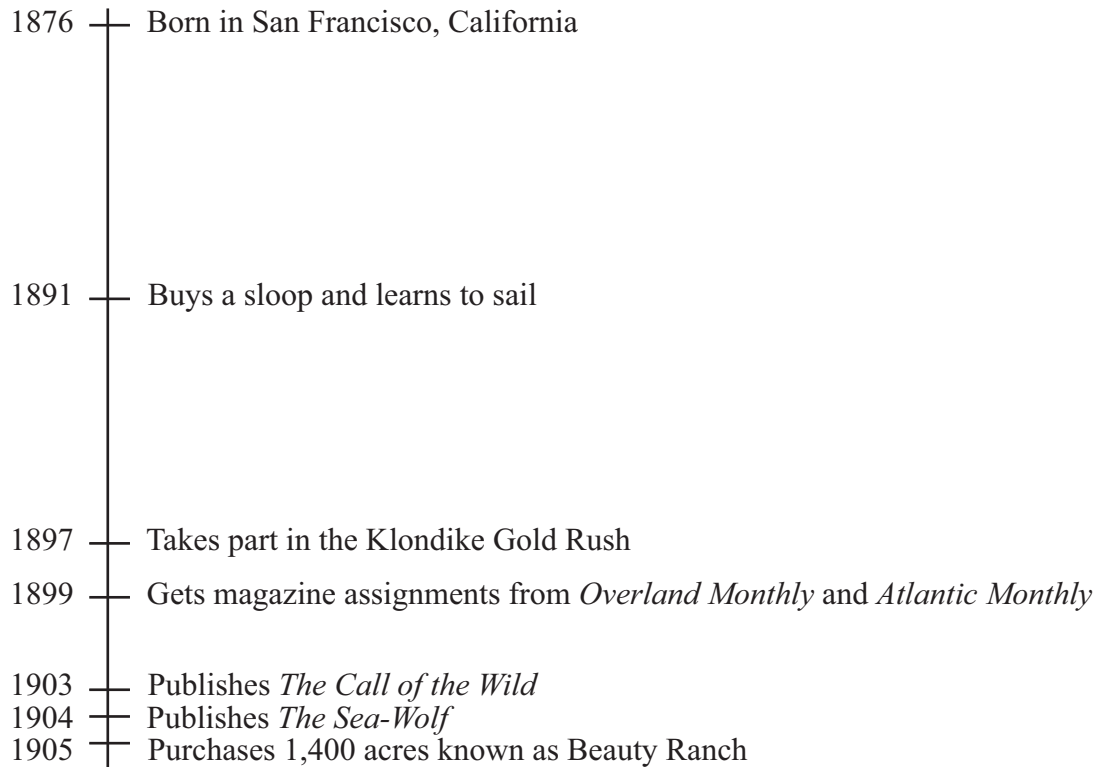 1876 Born in San Francisco, California
1891 Buys a sloop and learns to sail
1897 Takes part in the Klondike Gold Rush
1899 Gets magazine assignments from Overland Monthly and Atlantic Monthly
1903 Publishes The Call of the Wild
1904 Publishes The Sea-Wolf
1905 Purchases 1,400 acres known as Beauty Ranch